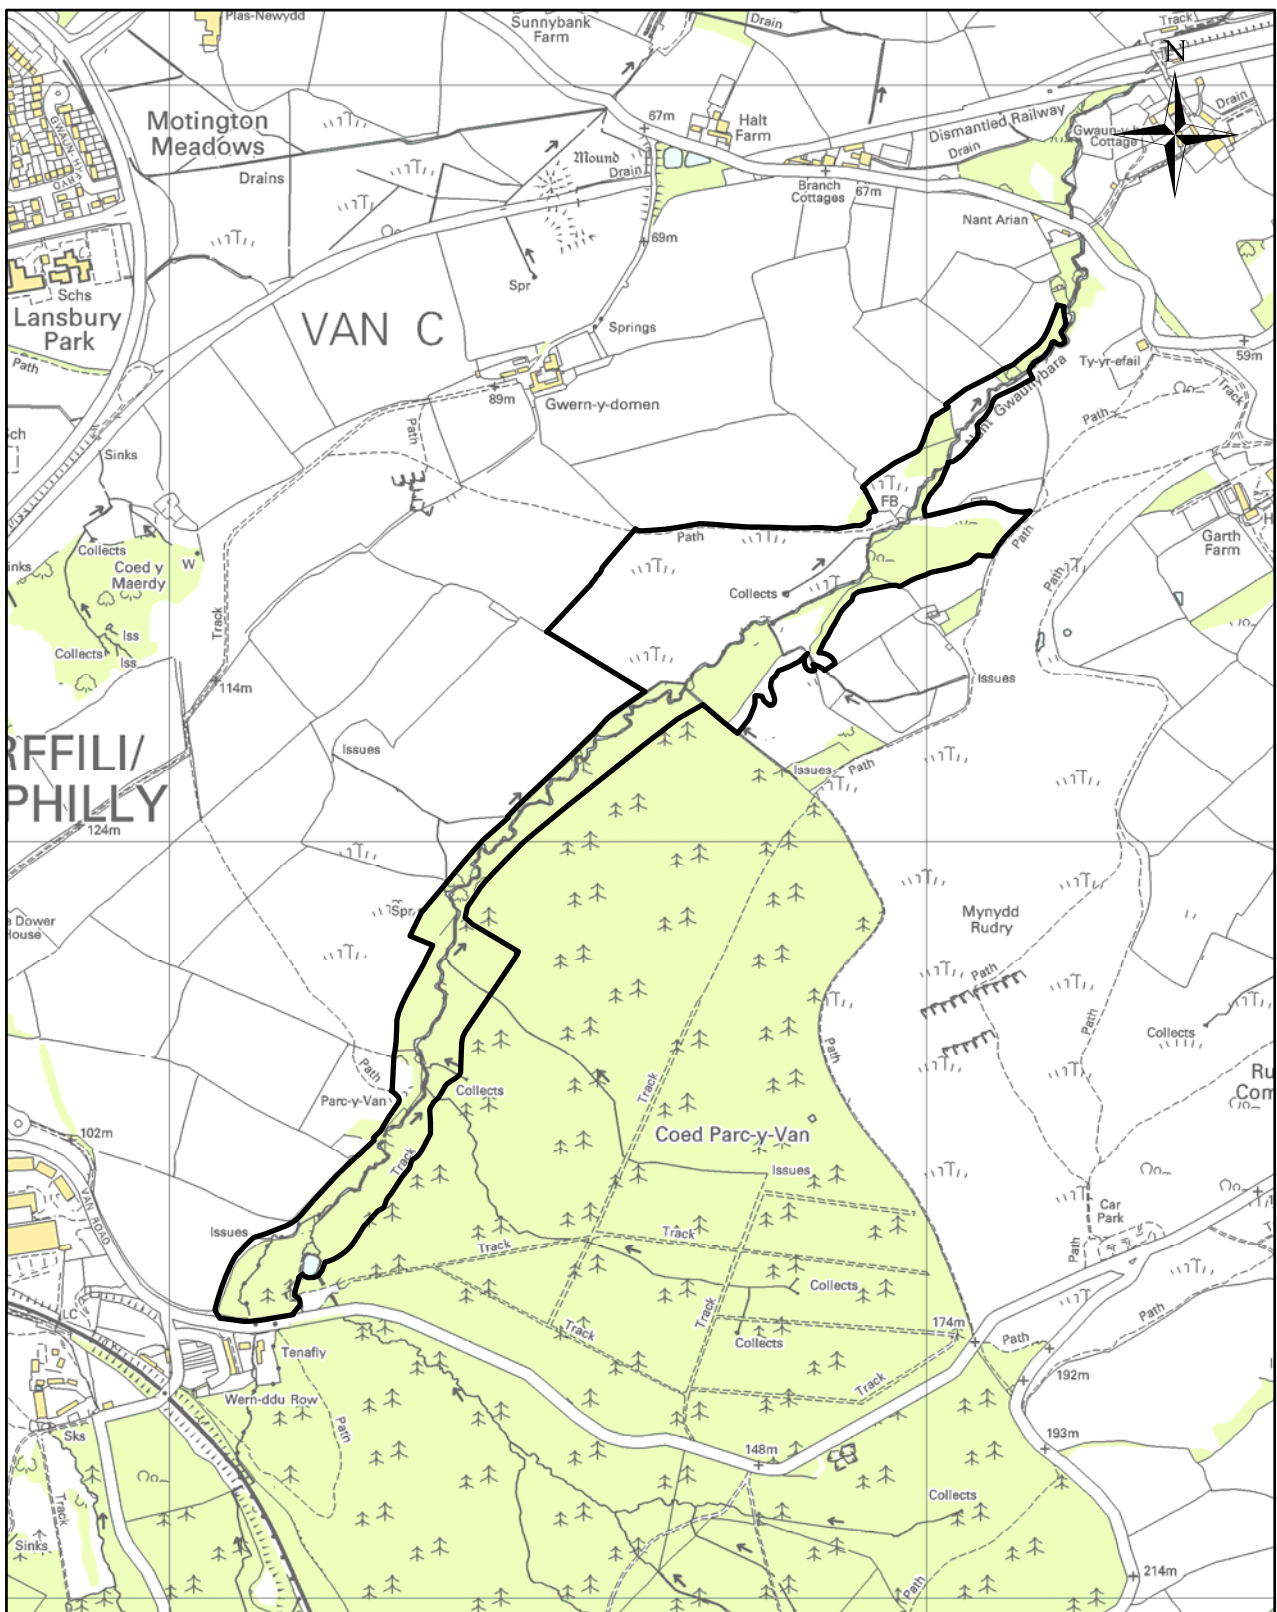 Plas-Newydd
Sunnybank
Farm
Drain
Track
N
Motington
Meadows
Drains
GWAUN HYFRYD
67m
Halt
Farm
Mound
Drain
Dismantled Railway
Drain
Drain
Cottage
Branch
Cottages
67m
Nant Arian
69m
Spr
Schs
Lansbury
Park
Path
VAN C
Springs
59m
Ty-yr-efail
Nant Gwaunybara
89m
Gwern-y-domen
Path
Path
Track
Sinks
FB
Path
Path
Garth
Farm
Collects
Coed y
Maerdy
W
Collects
Path
Track
Iss
Collects
Iss
114m
Issues
RFFILI/
PHILLY
Issues
Issues
Path
124m
Spr
Mynydd
Rudry
Path
House
Path
Collects
Path
Path
Parc-y-Van
Collects
Track
102m
Coed Parc-y-Van
Issues
Track
VAN ROAD
Car
Park
Path
Issues
Track
Track
Collects
LC
Track
Track
Collects
174m
Path
Path
Tenafly
Track
192m
Wern-ddu Row
Path
Sks
193m
148m
Track
Collects
Sinks
214m
Path